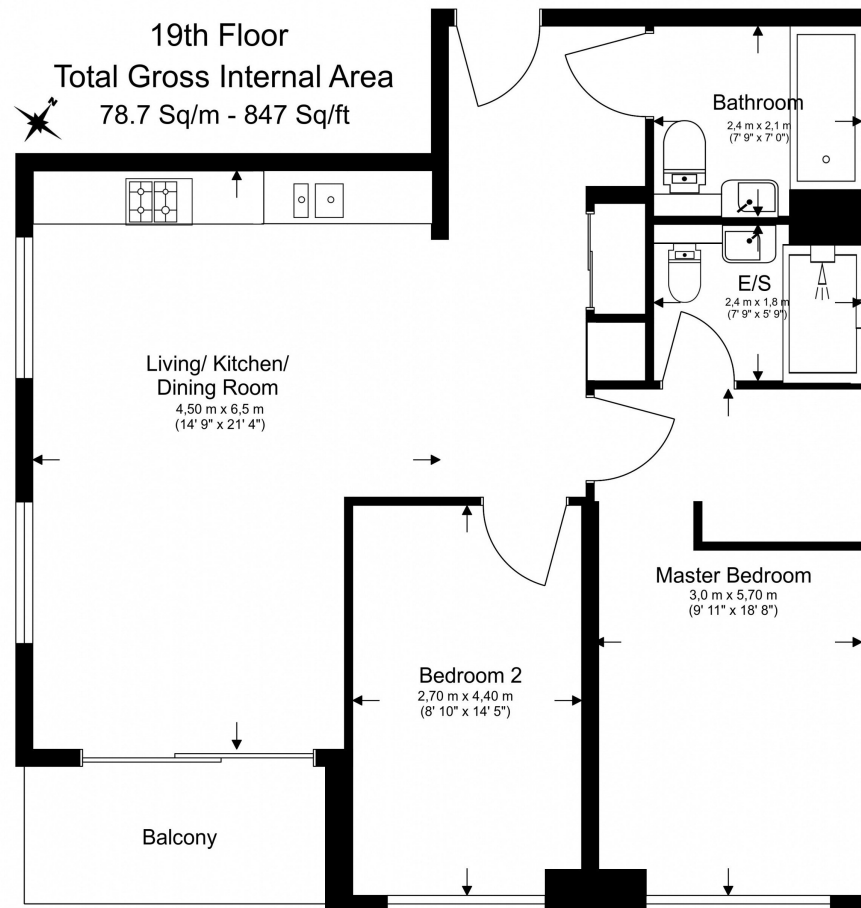 19th Floor
Total Gross Internal Area
78.7 Sq/m - 847 Sq/ft
N
Bathroom
2,4 m x 2,1 m
(7' 9" x 7' 0")
E/S
2,4 m x 1,8 m
(7' 9" x 5' 9")
Living/ Kitchen/
Dining Room
4,50 m x 6,5 m
(14' 9" x 21' 4")
Master Bedroom
3,0 m x 5,70 m
(9' 11" x 18' 8")
Bedroom 2
2,70 m x 4,40 m
(8' 10" x 14' 5")
Balcony